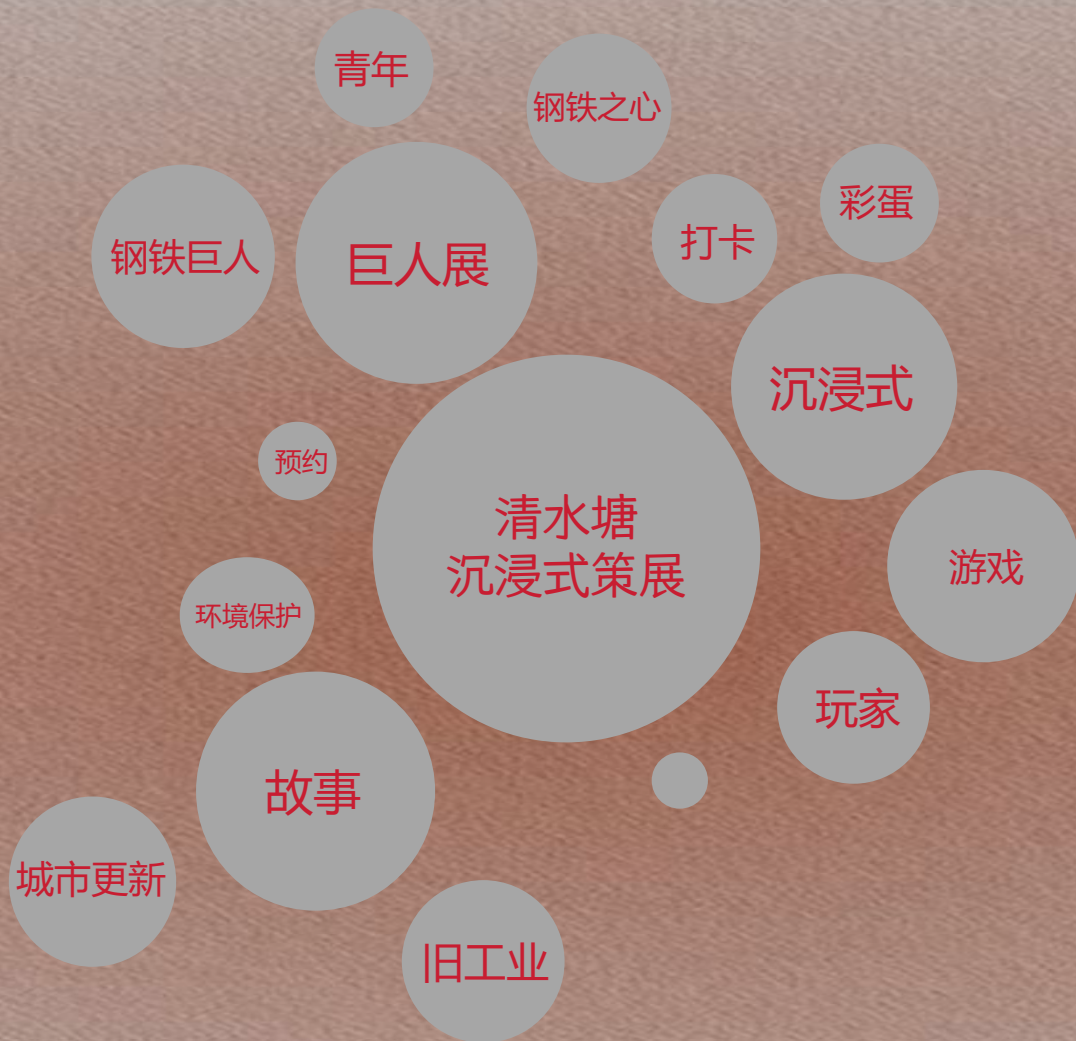 青年
钢铁之心
彩蛋
打卡
钢铁巨人
巨人展
沉浸式
预约
清水塘
沉浸式策展
游戏
环境保护
玩家
故事
城市更新
旧工业